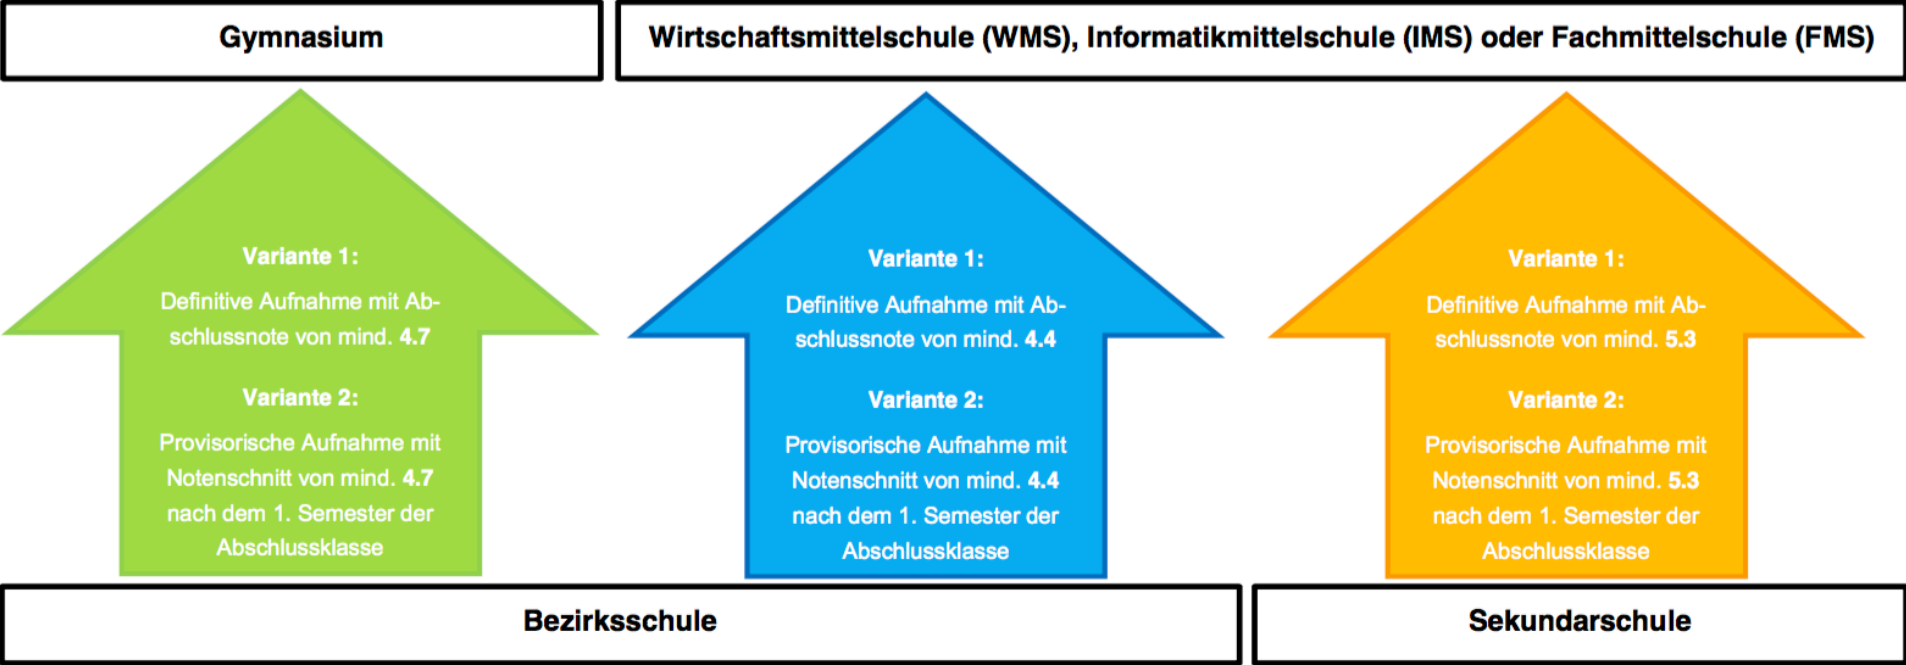 Gymnasium
Wirtschaftsmittelschule (WMS), Informatikmittelschule (IMS) oder Fachmittelschule (FMS)
Variante 1:
Definitive Aufnahme mit Ab-
schlussnote von mind. 4.7
Variante 2:
Provisorische Aufnahme mit
Notenschnitt von mind. 4.7
nach dem 1. Semester der
Abschlussklasse
Variante 1:
Definitive Aufnahme mit Ab-
schlussnote von mind. 4.4
Variante 2:
Provisorische Aufnahme mit
Notenschnitt von mind. 4.4
nach dem 1. Semester der
Abschlussklasse
Variante 1:
Definitive Aufnahme mit Ab-
schlussnote von mind. 5.3
Variante 2:
Provisorische Aufnahme mit
Notenschnitt von mind. 5.3
nach dem 1. Semester der
Abschlussklasse
Bezirksschule
Sekundarschule